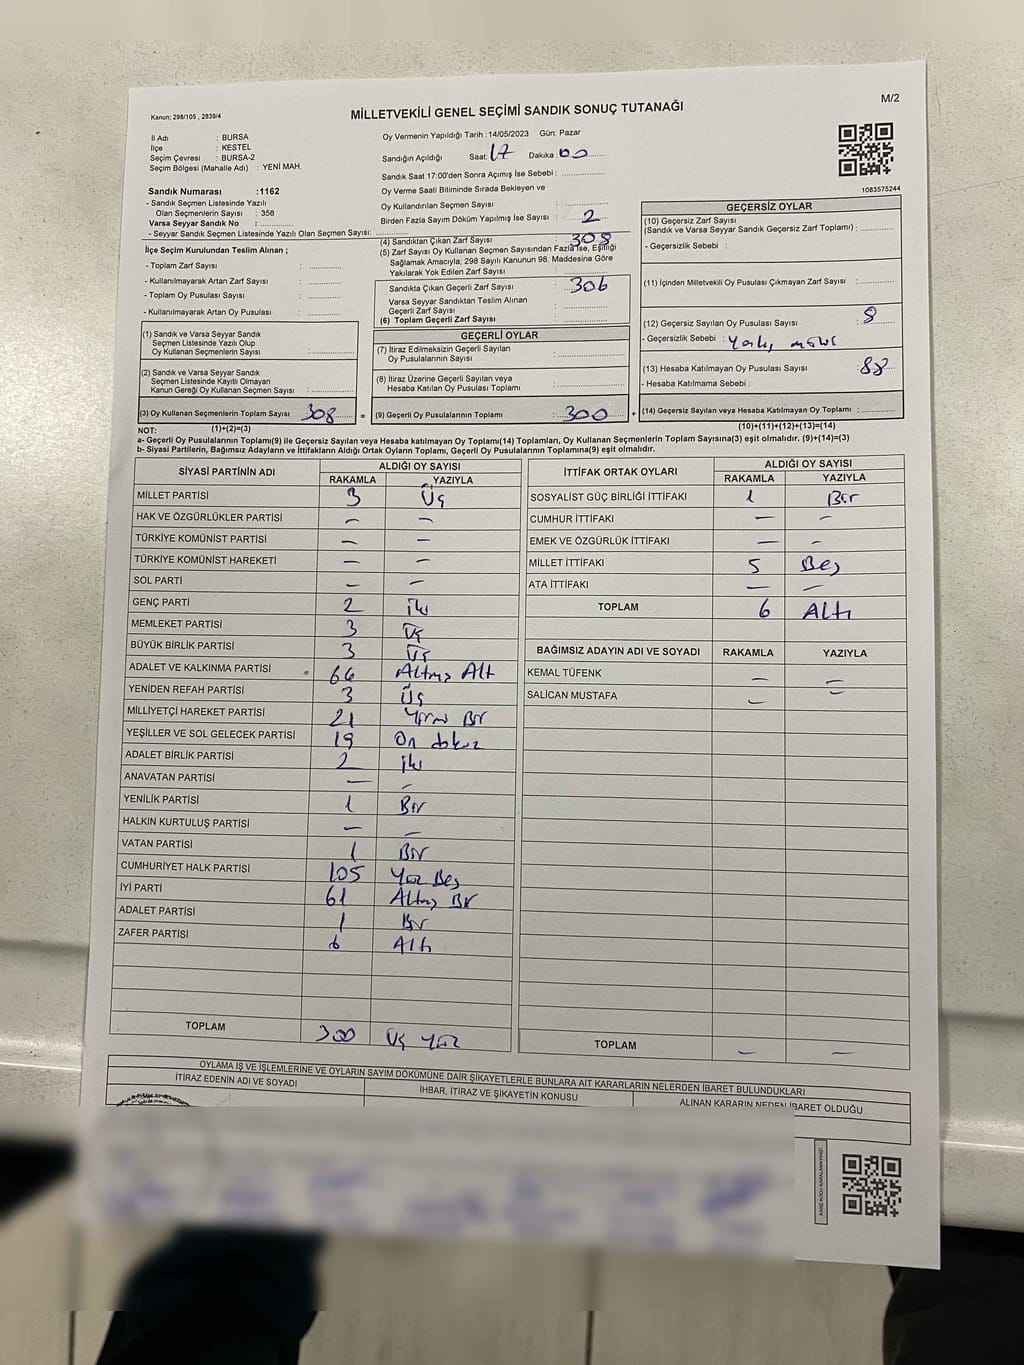 M/2
Kanun; 298/105 , 2839/4
MİLLETVEKİLİ GENEL SEÇİMİ SANDIK SONUÇ TUTANAĞI
İl Adı : BURSA
İlçe : KESTEL
Seçim Çevresi : BURSA-2
Seçim Bölgesi (Mahalle Adı) : YENİ MAH.
Sandık Numarası :1162
- Sandık Seçmen Listesinde Yazılı
Olan Seçmenlerin Sayısı : 358
Varsa Seyyar Sandık No : ............
- Seyyar Sandık Seçmen Listesinde Yazılı Olan Seçmen Sayısı: ............
İlçe Seçim Kurulundan Teslim Alınan ;
- Toplam Zarf Sayısı : ............
- Kullanılmayarak Artan Zarf Sayısı : ............
- Toplam Oy Pusulası Sayısı : ............
- Kullanılmayarak Artan Oy Pusulası : ............
(1) Sandık ve Varsa Seyyar Sandık
Seçmen Listesinde Yazılı Olup
Oy Kullanan Seçmenlerin Sayısı : ............
(2) Sandık ve Varsa Seyyar Sandık
Seçmen Listesinde Kayıtlı Olmayan
Kanun Gereği Oy Kullanan Seçmen Sayısı : ............
(3) Oy Kullanan Seçmenlerin Toplam Sayısı 308 =
Oy Vermenin Yapıldığı Tarih : 14/05/2023 Gün: Pazar
Sandığın Açıldığı Saat: 17 Dakika : 00
Sandık Saat 17:00'den Sonra Açımış İse Sebebi : ............
Oy Verme Saati Bitiminde Sırada Bekleyen ve
Oy Kullandırılan Seçmen Sayısı : ............
Birden Fazla Sayım Döküm Yapılmış İse Sayısı : 2
(4) Sandıktan Çıkan Zarf Sayısı : 308
(5) Zarf Sayısı Oy Kullanan Seçmen Sayısından Fazla ise, Eşitliği
Sağlamak Amacıyla; 298 Sayılı Kanunun 98. Maddesine Göre
Yakılarak Yok Edilen Zarf Sayısı : ............
Sandıkta Çıkan Geçerli Zarf Sayısı : 306
Varsa Seyyar Sandıktan Teslim Alınan
Geçerli Zarf Sayısı : ............
(6) Toplam Geçerli Zarf Sayısı : ............
GEÇERLİ OYLAR
(7) İtiraz Edilmeksizin Geçerli Sayılan
Oy Pusulalarının Sayısı : ............
(8) İtiraz Üzerine Geçerli Sayılan veya
Hesaba Katılan Oy Pusulası Toplamı : ............
(9) Geçerli Oy Pusulalarının Toplamı : 300 +
1083575244
GEÇERSİZ OYLAR
(10) Geçersiz Zarf Sayısı
(Sandık ve Varsa Seyyar Sandık Geçersiz Zarf Toplamı) : ............
- Geçersizlik Sebebi : ............
(11) İçinden Milletvekili Oy Pusulası Çıkmayan Zarf Sayısı : ............
(12) Geçersiz Sayılan Oy Pusulası Sayısı : 8
- Geçersizlik Sebebi :
(13) Hesaba Katılmayan Oy Pusulası Sayısı :
- Hesaba Katılmama Sebebi :
(14) Geçersiz Sayılan veya Hesaba Katılmayan Oy Toplamı : ............
NOT: (1)+(2)=(3) (10)+(11)+(12)+(13)=(14)
a- Geçerli Oy Pusulalarının Toplamı(9) ile Geçersiz Sayılan veya Hesaba katılmayan Oy Toplamı(14) Toplamları, Oy Kullanan Seçmenlerin Toplam Sayısına(3) eşit olmalıdır. (9)+(14)=(3)
b- Siyasi Partilerin, Bağımsız Adayların ve İttifakların Aldığı Ortak Oyların Toplamı, Geçerli Oy Pusulalarının Toplamına(9) eşit olmalıdır.
SİYASİ PARTİNİN ADI ALDIĞI OY SAYISI
RAKAMLA YAZIYLA
MİLLET PARTİSİ 3 Üç
HAK VE ÖZGÜRLÜKLER PARTİSİ — —
TÜRKİYE KOMÜNİST PARTİSİ — —
TÜRKİYE KOMÜNİST HAREKETİ — —
SOL PARTİ — —
GENÇ PARTİ 2 İki
MEMLEKET PARTİSİ 3 Üç
BÜYÜK BİRLİK PARTİSİ 3 Üç
ADALET VE KALKINMA PARTİSİ 66 Altmış Altı
YENİDEN REFAH PARTİSİ 3 Üç
MİLLİYETÇİ HAREKET PARTİSİ 21 Yirmi Bir
YEŞİLLER VE SOL GELECEK PARTİSİ 19 On dokuz
ADALET BİRLİK PARTİSİ 2 İki
ANAVATAN PARTİSİ — —
YENİLİK PARTİSİ 1 Bir
HALKIN KURTULUŞ PARTİSİ — —
VATAN PARTİSİ 1 Bir
CUMHURİYET HALK PARTİSİ 105 Yüz Beş
İYİ PARTİ 61 Altmış Bir
ADALET PARTİSİ 1 Bir
ZAFER PARTİSİ 6 Altı
TOPLAM 300 Üç Yüz
İTTİFAK ORTAK OYLARI ALDIĞI OY SAYISI
RAKAMLA YAZIYLA
SOSYALİST GÜÇ BİRLİĞİ İTTİFAKI 1 Bir
CUMHUR İTTİFAKI — —
EMEK VE ÖZGÜRLÜK İTTİFAKI — —
MİLLET İTTİFAKI 5 Beş
ATA İTTİFAKI — —
TOPLAM 6 Altı
BAĞIMSIZ ADAYIN ADI VE SOYADI RAKAMLA YAZIYLA
KEMAL TÜFENK — —
SALİCAN MUSTAFA — —
TOPLAM — —
OYLAMA İŞ VE İŞLEMLERİNE VE OYLARIN SAYIM DÖKÜMÜNE DAİR ŞİKAYETLERLE BUNLARA AİT KARARLARIN NELERDEN İBARET BULUNDUKLARI
İTİRAZ EDENİN ADI VE SOYADI İHBAR, İTİRAZ VE ŞİKAYETİN KONUSU ALINAN KARARIN NEDEN İBARET OLDUĞU
KARE KODU KARALAMAYINIZ!